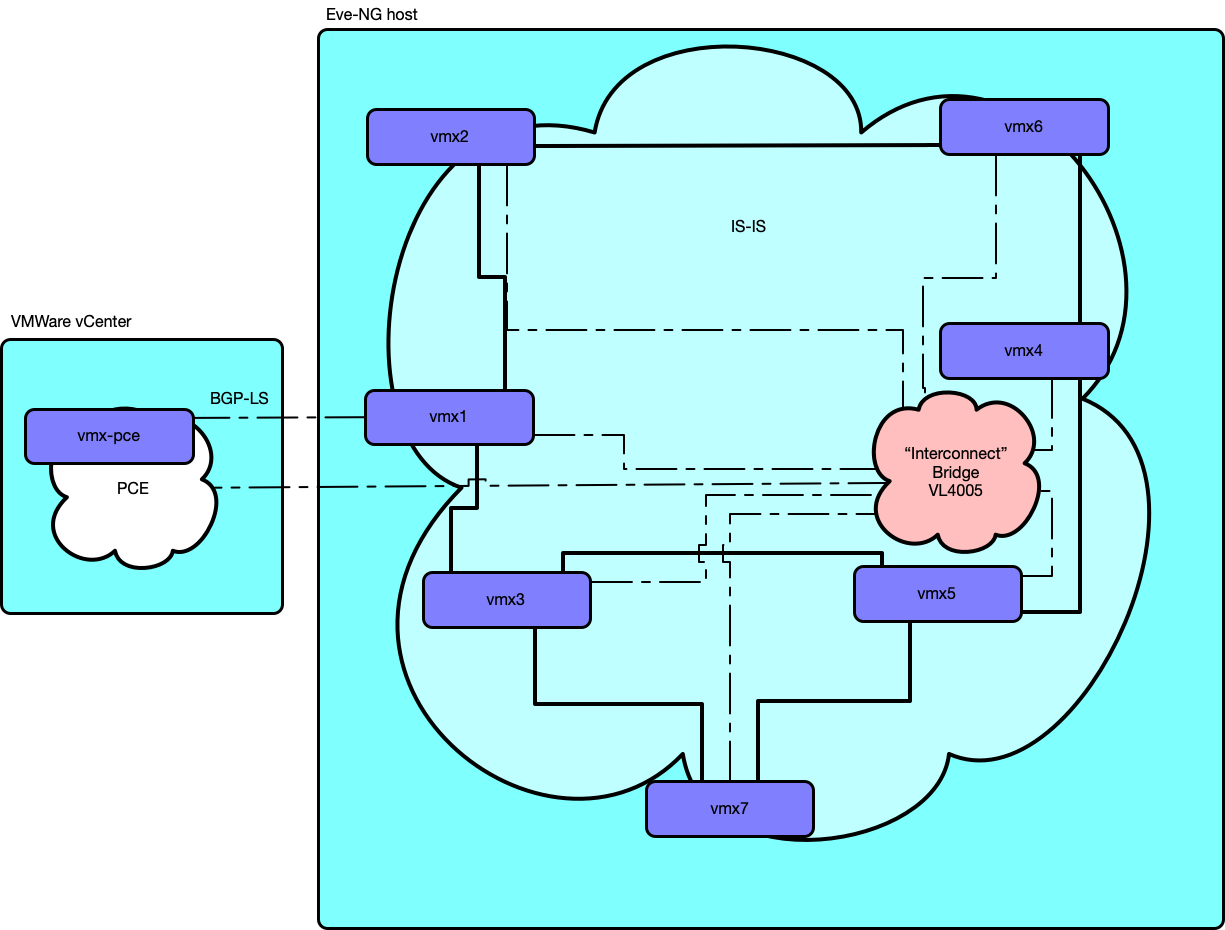 Eve-NG host
vmx2
vmx6
IS-IS
VMWare vCenter
vmx4
BGP-LS
vmx1
vmx-pce
“Interconnect”
Bridge
VL4005
PCE
vmx3
vmx5
vmx7